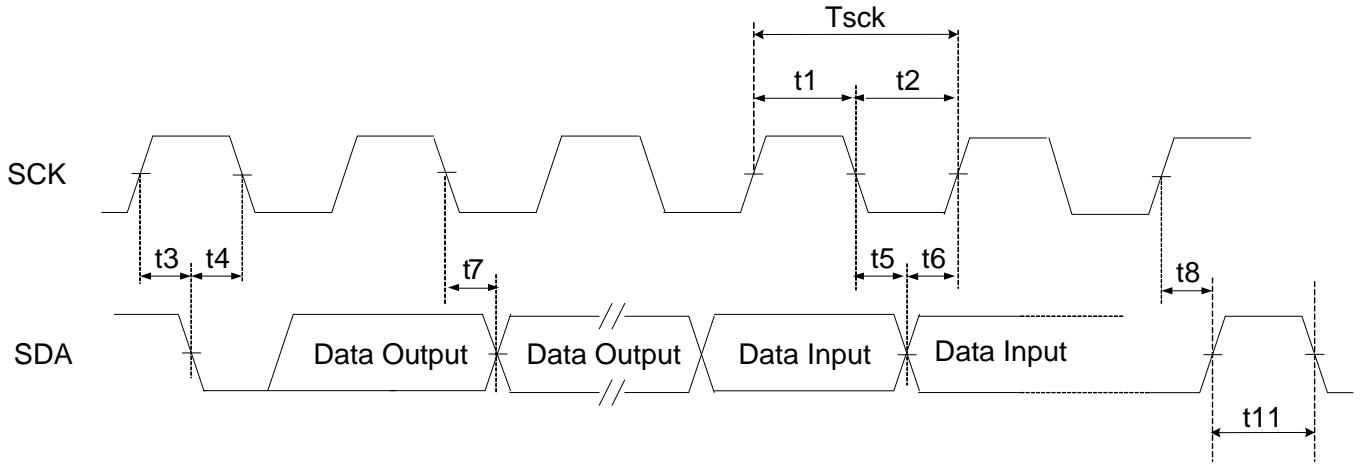 Tsck
t1
t2
SCK
t3
t4
t7
t5
t6
t8
SDA
Data Output
Data Output
Data Input
Data Input
t11